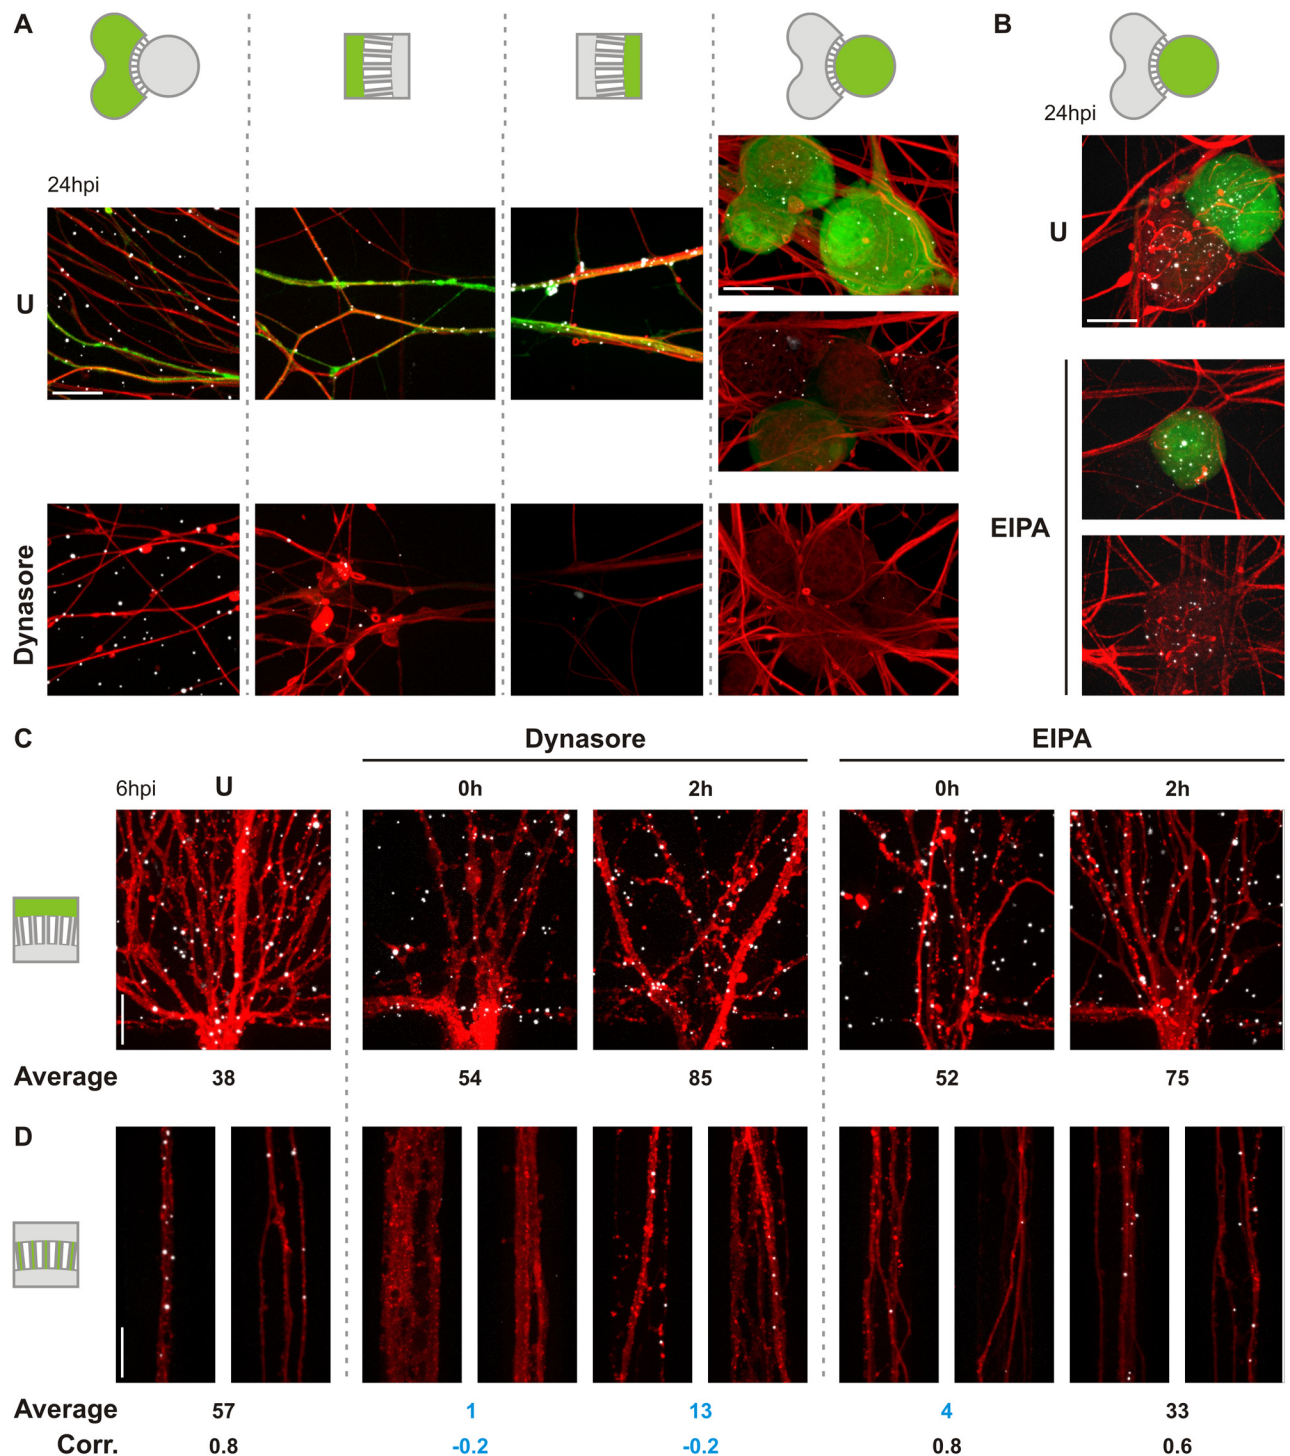 A
B
24hpi
24hpi
U
U
EIPA
Dynasore
C
Dynasore
EIPA
6hpi U 0h 2h 0h 2h
Average 38 54 85 52 75
D
Average 57 1 13 4 33
Corr. 0.8 -0.2 -0.2 0.8 0.6